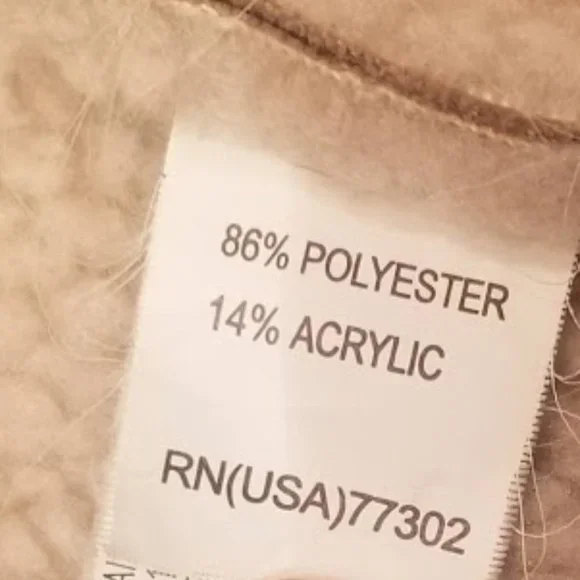 86% POLYESTER
14% ACRYLIC
RN(USA)77302